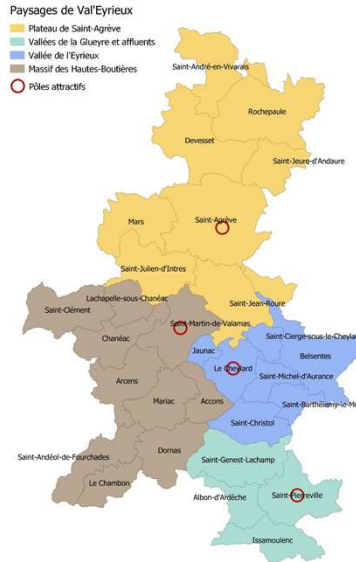 Paysages de Val'Eyrieux
Plateau de Saint-Agrève
Vallées de la Glueyre et affluents
Vallée de l'Eyrieux
Massif des Hautes-Boutières
Pôles attractifs
Saint-André-en-Vivarais
Rochepaule
Devesset
Saint-Jeure-d'Andaure
Mars
Saint-Agrève
Saint-Julien-d'Intres
Lachapelle-sous-Chanéac
Saint-Jean-Roure
Saint-Clément
Saint-Martin-de-Valamas
Chanéac
Saint-Cierge-sous-le-Cheylar
Jaunac
Belsentes
Le Cheylard
Arcens
Saint-Michel-d'Aurance
Mariac
Accons
Saint-Barthélemy-le-Me
Saint-Christol
Dornas
Saint-Andéol-de-Fourchades
Saint-Genest-Lachamp
Le Chambon
Albon-d'Ardèche
Saint-Pierreville
Issamoulenc